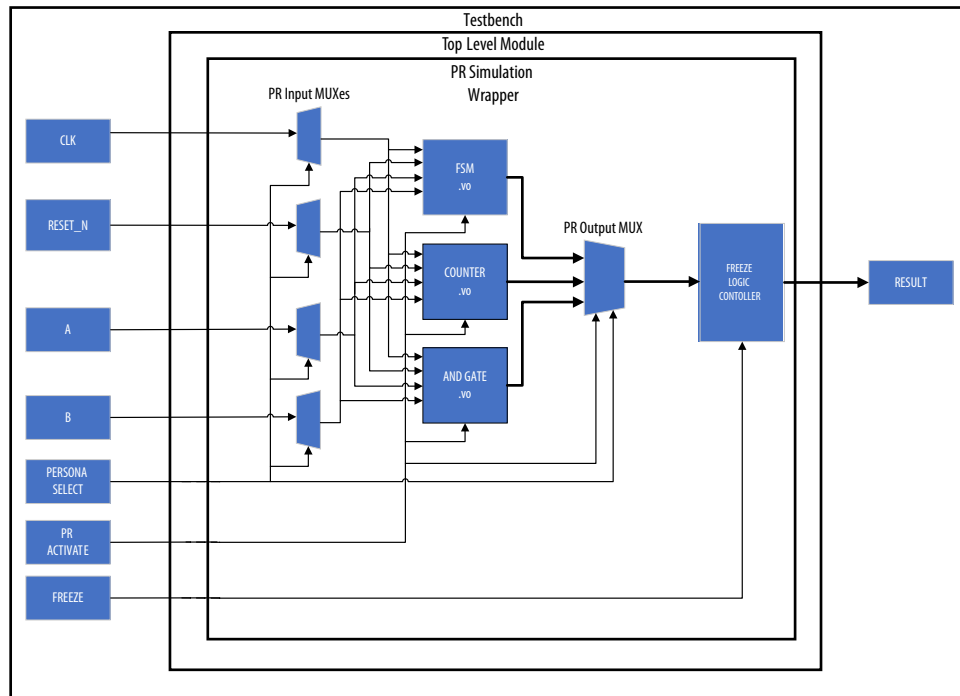 Testbench
Top Level Module
PR Simulation
Wrapper
PR Input MUXes
CLK
FSM
.vo
RESET_N
PR Output MUX
COUNTER
.vo
FREEZE
LOGIC
CONTOLLER
RESULT
A
AND GATE
.vo
B
PERSONA
SELECT
PR
ACTIVATE
FREEZE